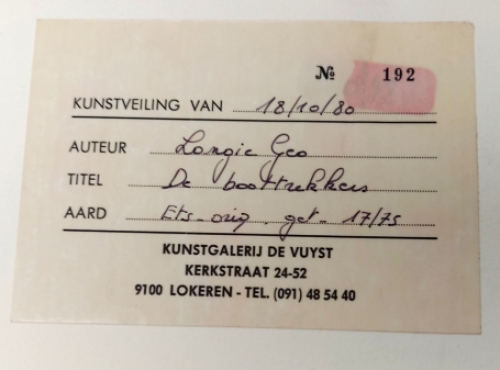 № 192
KUNSTVEILING VAN 18/10/80
AUTEUR Longie Geo
TITEL De boottrekkers
AARD Ets - orig. get - 17/75
KUNSTGALERIJ DE VUYST
KERKSTRAAT 24-52
9100 LOKEREN - TEL. (091) 48 54 40